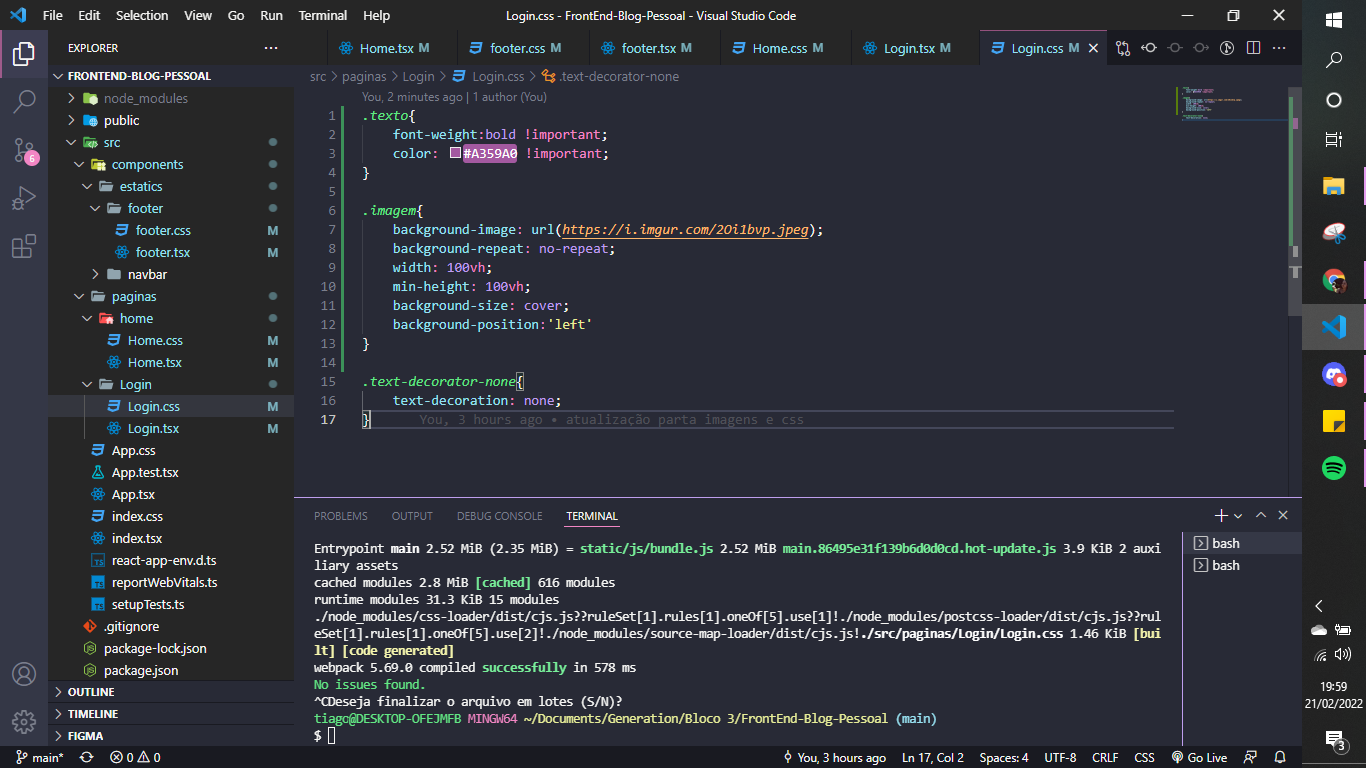 File Edit Selection View Go Run Terminal Help Login.css - FrontEnd-Blog-Pessoal - Visual Studio Code
EXPLORER
FRONTEND-BLOG-PESSOAL
node_modules
public
src
components
estatics
footer
footer.css M
footer.tsx M
navbar
paginas
home
Home.css M
Home.tsx M
Login
Login.css M
Login.tsx M
App.css
App.test.tsx
App.tsx
index.css
index.tsx
react-app-env.d.ts
reportWebVitals.ts
setupTests.ts
.gitignore
package-lock.json
package.json
OUTLINE
TIMELINE
FIGMA
6
Home.tsx M footer.css M footer.tsx M Home.css M Login.tsx M Login.css M
src > paginas > Login > Login.css > .text-decorator-none
You, 2 minutes ago | 1 author (You)
1 .texto{
2 font-weight:bold !important;
3 color: #A359A0 !important;
4 }
5
6 .imagem{
7 background-image: url(https://i.imgur.com/2Oi1bvp.jpeg);
8 background-repeat: no-repeat;
9 width: 100vh;
10 min-height: 100vh;
11 background-size: cover;
12 background-position:'left'
13 }
14
15 .text-decorator-none{
16 text-decoration: none;
17 } You, 3 hours ago • atualização parta imagens e css
PROBLEMS OUTPUT DEBUG CONSOLE TERMINAL
Entrypoint main 2.52 MiB (2.35 MiB) = static/js/bundle.js 2.52 MiB main.86495e31f139b6d0d0cd.hot-update.js 3.9 KiB 2 auxi
liary assets
cached modules 2.8 MiB [cached] 616 modules
runtime modules 31.3 KiB 15 modules
./node_modules/css-loader/dist/cjs.js??ruleSet[1].rules[1].oneOf[5].use[1]!./node_modules/postcss-loader/dist/cjs.js??rul
eSet[1].rules[1].oneOf[5].use[2]!./node_modules/source-map-loader/dist/cjs.js!./src/paginas/Login/Login.css 1.46 KiB [bui
lt] [code generated]
webpack 5.69.0 compiled successfully in 578 ms
No issues found.
^CDeseja finalizar o arquivo em lotes (S/N)?
tiago@DESKTOP-OFEJMFB MINGW64 ~/Documents/Generation/Bloco 3/FrontEnd-Blog-Pessoal (main)
$
bash
bash
main* 0 0 You, 3 hours ago Ln 17, Col 2 Spaces: 4 UTF-8 CRLF CSS Go Live
19:59
21/02/2022
3